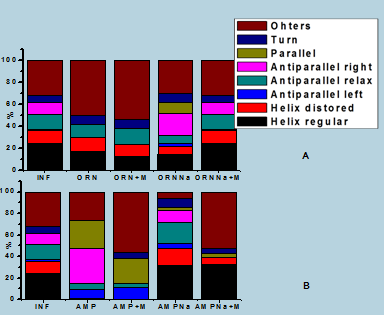 Ohters
Turn
Parallel
Antiparallel right
Antiparallel relax
Antiparallel left
Helix distored
Helix regular
100
80
60
40
20
0
%
INF
ORN
ORN+M
ORNNa
ORNNa+M
A
100
80
60
40
20
0
%
INF
AMP
AMP+M
AMPNa
AMPNa+M
B